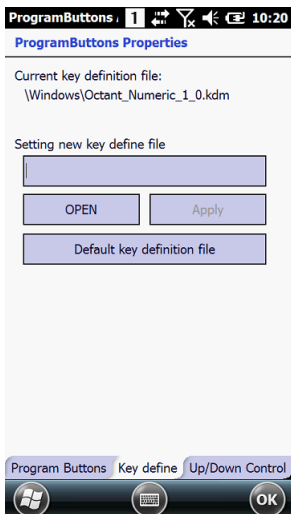 ProgramButtons 1 10:20
ProgramButtons Properties
Current key definition file:
\Windows\Octant_Numeric_1_0.kdm
Setting new key define file
OPEN Apply
Default key definition file
Program Buttons Key define Up/Down Control
OK